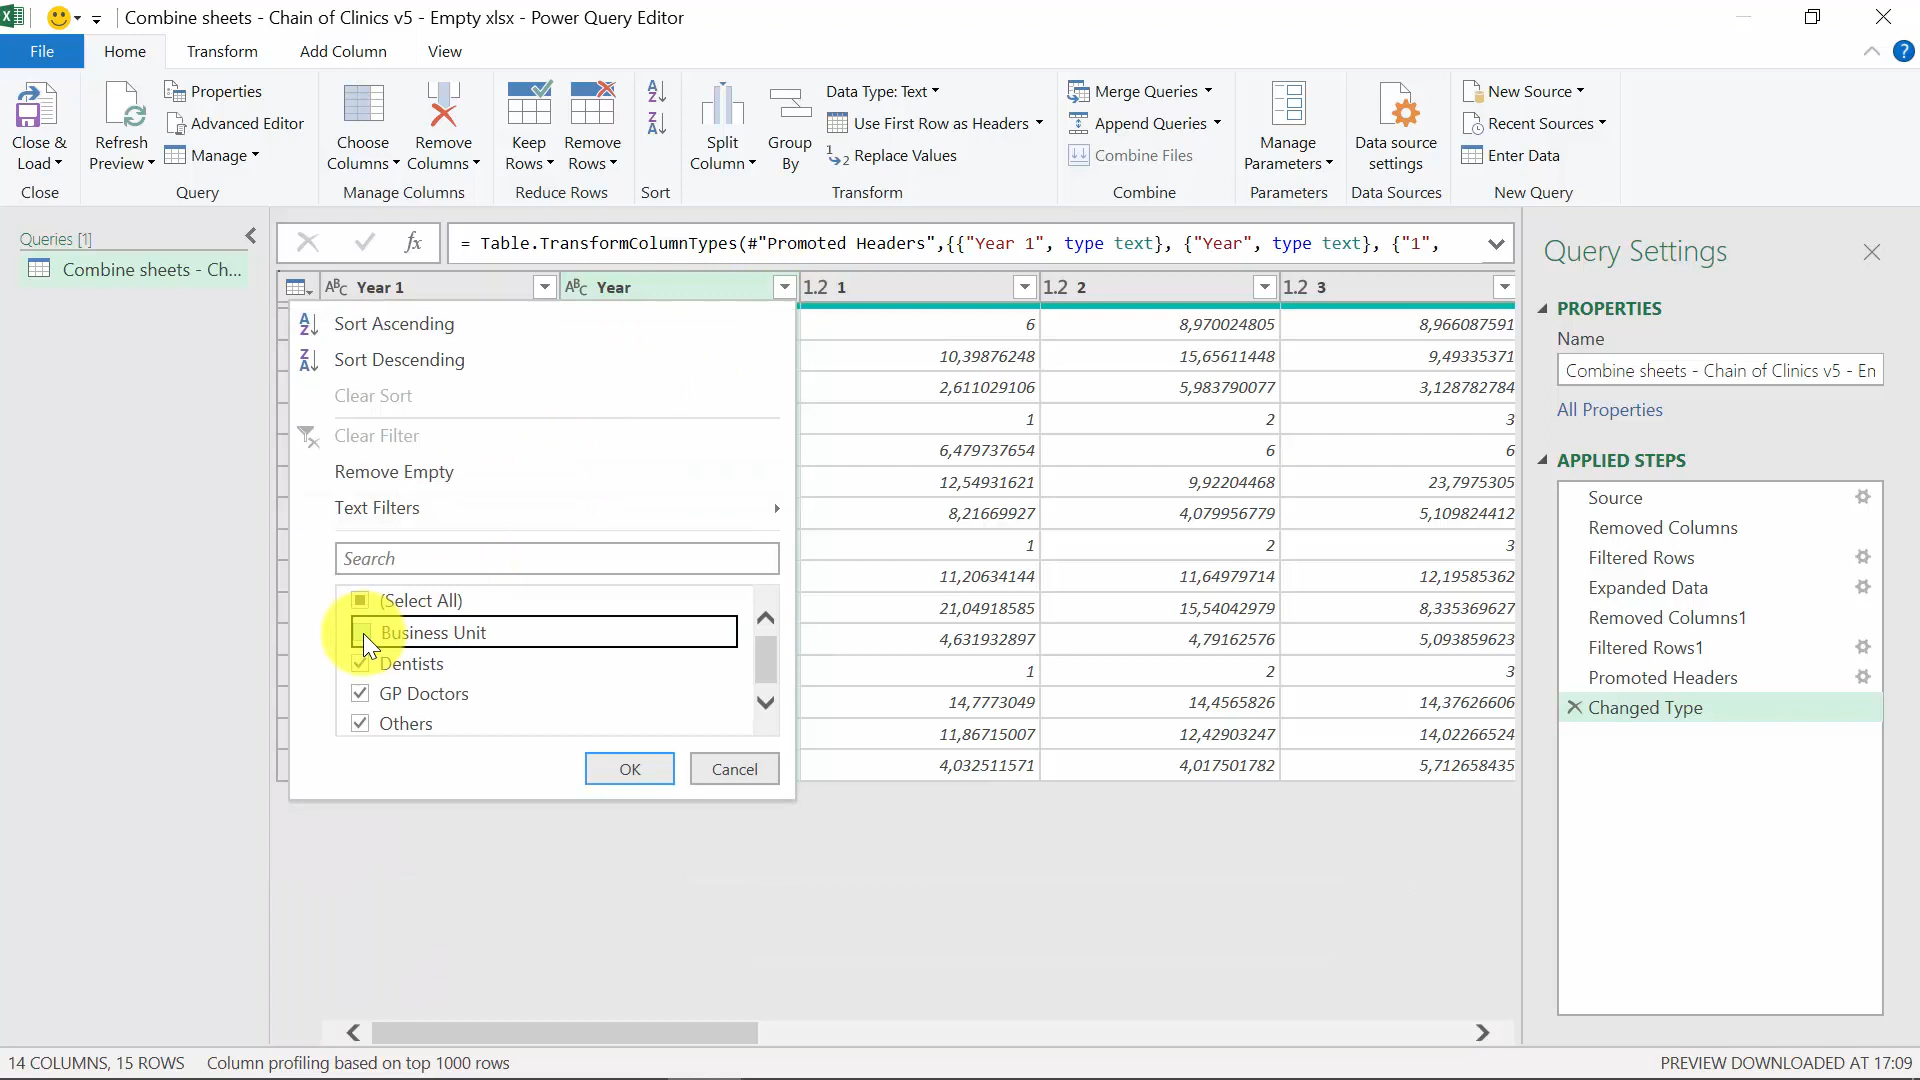 Combine sheets - Chain of Clinics v5 - Empty xlsx - Power Query Editor
File Home Transform Add Column View
Close & Load
Close
Refresh Preview
Properties
Advanced Editor
Manage
Query
Choose Columns
Remove Columns
Manage Columns
Keep Rows
Remove Rows
Reduce Rows
Sort
Split Column
Group By
Data Type: Text
Use First Row as Headers
Replace Values
Transform
Merge Queries
Append Queries
Combine Files
Combine
Manage Parameters
Parameters
Data source settings
Data Sources
New Source
Recent Sources
Enter Data
New Query
Queries [1]
Combine sheets - Ch...
fx = Table.TransformColumnTypes(#"Promoted Headers",{{"Year 1", type text}, {"Year", type text}, {"1",
ABC Year 1 ABC Year 1.2 1 1.2 2 1.2 3
6 8,970024805 8,966087591
10,39876248 15,65611448 9,49335371
2,611029106 5,983790077 3,128782784
1 2 3
6,479737654 6 6
12,54931621 9,92204468 23,7975305
8,21669927 4,079956779 5,109824412
1 2 3
11,20634144 11,64979714 12,19585362
21,04918585 15,54042979 8,335369627
4,631932897 4,79162576 5,093859623
1 2 3
14,7773049 14,4565826 14,37626606
11,86715007 12,42903247 14,02266524
4,032511571 4,017501782 5,712658435
Sort Ascending
Sort Descending
Clear Sort
Clear Filter
Remove Empty
Text Filters
Search
(Select All)
Business Unit
Dentists
GP Doctors
Others
OK Cancel
Query Settings
PROPERTIES
Name
Combine sheets - Chain of Clinics v5 - En
All Properties
APPLIED STEPS
Source
Removed Columns
Filtered Rows
Expanded Data
Removed Columns1
Filtered Rows1
Promoted Headers
Changed Type
14 COLUMNS, 15 ROWS Column profiling based on top 1000 rows
PREVIEW DOWNLOADED AT 17:09